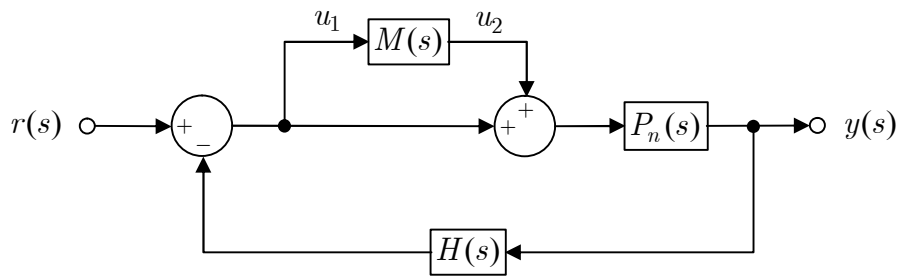 u₁ M(s) u₂
r(s) + − + + Pₙ(s) y(s)
H(s)